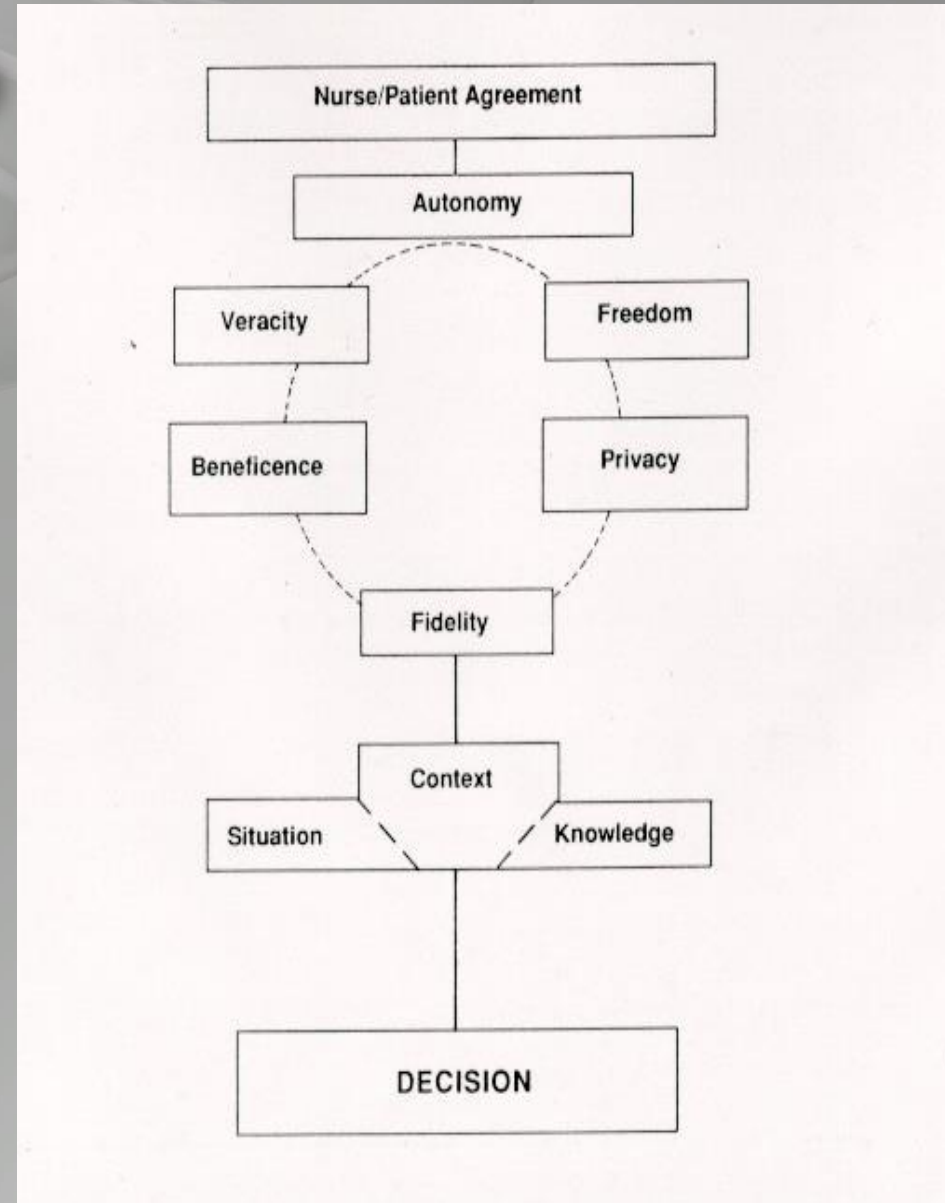 Nurse/Patient Agreement
Autonomy
Veracity
Freedom
Beneficence
Privacy
Fidelity
Context
Situation
Knowledge
DECISION